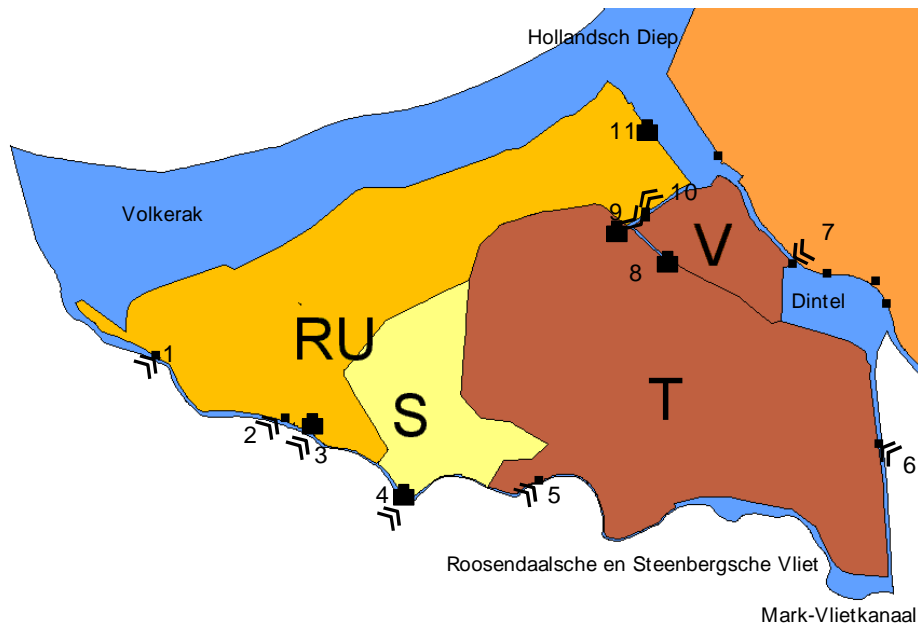 Hollandsch Diep
11
Volkerak
10
9
V
7
8
Dintel
1
RU
T
S
2
3
6
4
5
Roosendaalsche en Steenbergsche Vliet
Mark-Vlietkanaal